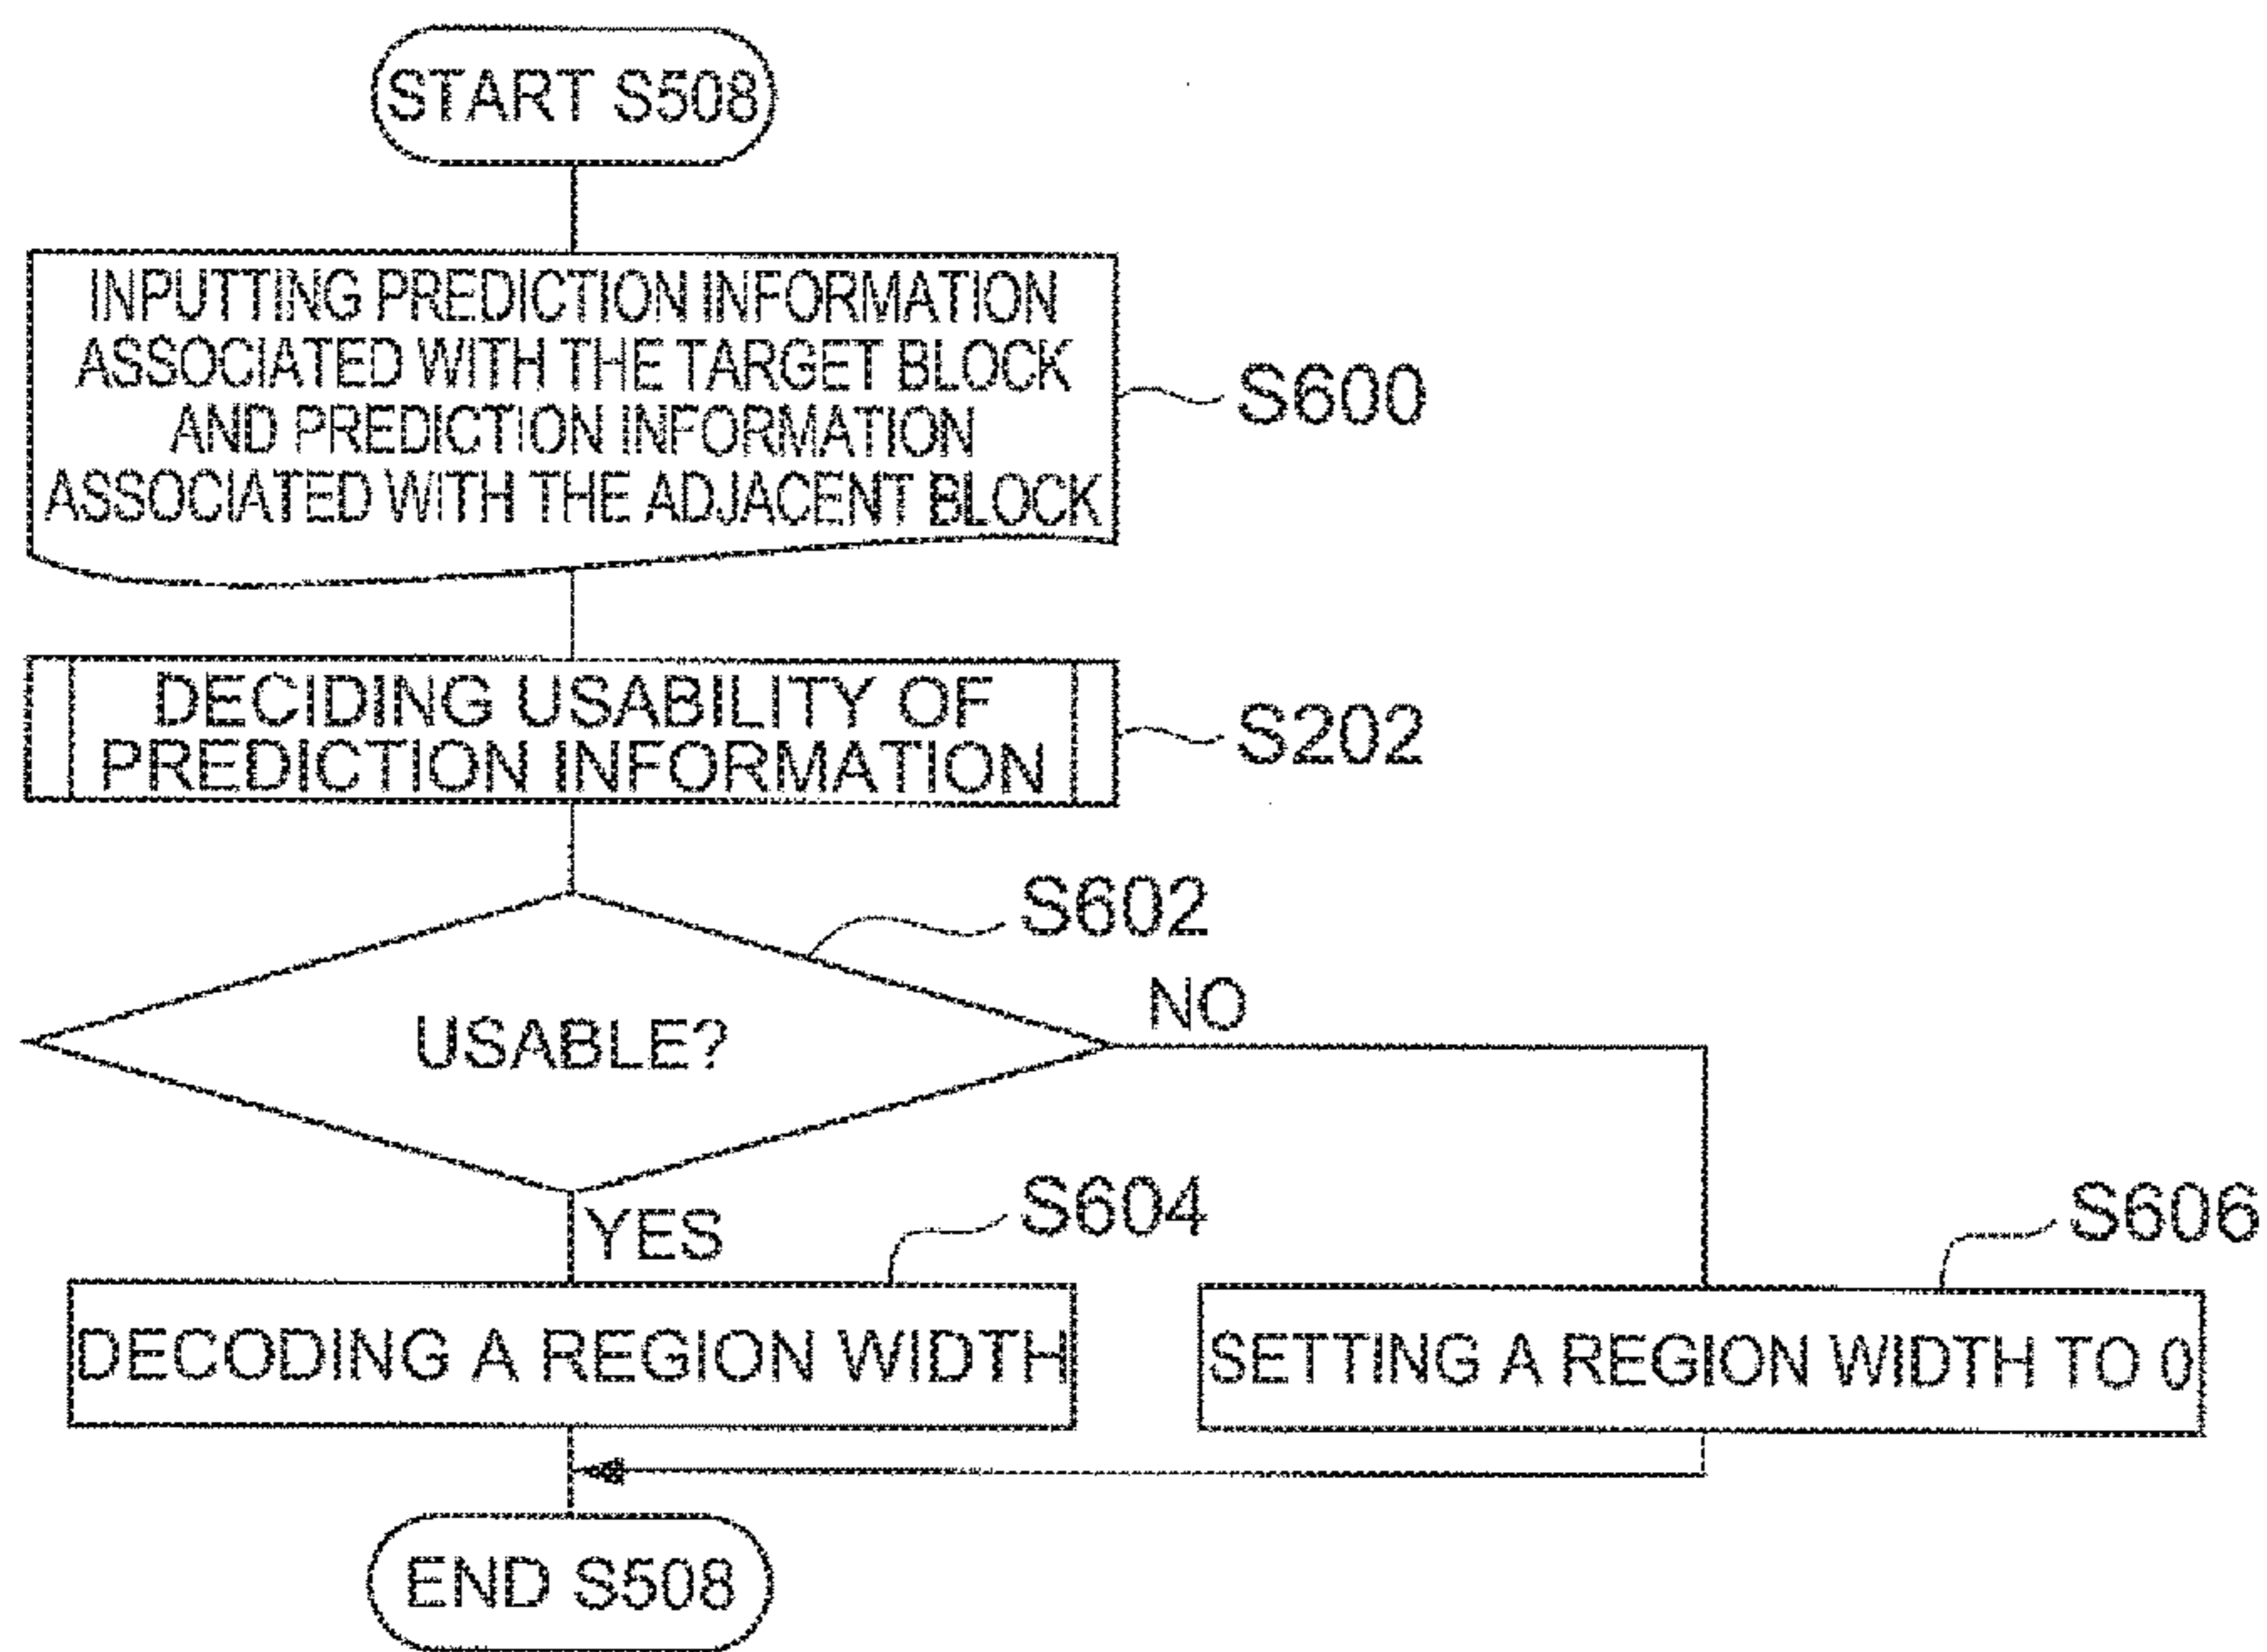 START S508
INPUTTING PREDICTION INFORMATION
ASSOCIATED WITH THE TARGET BLOCK
AND PREDICTION INFORMATION
ASSOCIATED WITH THE ADJACENT BLOCK
S600
DECIDING USABILITY OF
PREDICTION INFORMATION
S202
S602
USABLE?
NO
YES
S604
S606
DECODING A REGION WIDTH
SETTING A REGION WIDTH TO 0
END S508